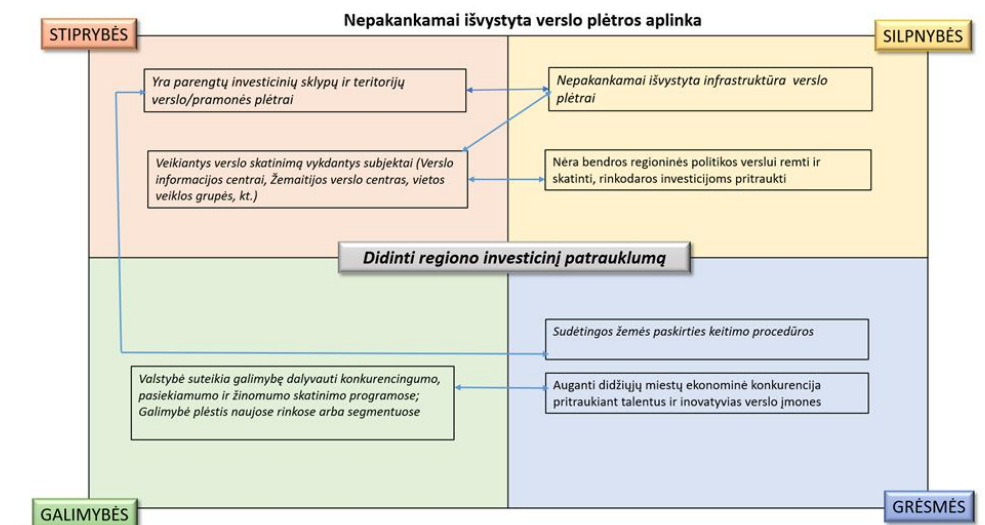 Nepakankamai išvystyta verslo plėtros aplinka
STIPRYBĖS
SILPNYBĖS
Yra parengtų investicinių sklypų ir teritorijų
verslo/pramonės plėtrai
Nepakankamai išvystyta infrastruktūra verslo
plėtrai
Veikiantys verslo skatinimą vykdantys subjektai (Verslo
informacijos centrai, Žemaitijos verslo centras, vietos
veiklos grupės, kt.)
Nėra bendros regioninės politikos verslui remti ir
skatinti, rinkodaros investicijoms pritraukti
Didinti regiono investicinį patrauklumą
Sudėtingos žemės paskirties keitimo procedūros
Valstybė suteikia galimybę dalyvauti konkurencingumo,
pasiekiamumo ir žinomumo skatinimo programose;
Galimybė plėstis naujose rinkose arba segmentuose
Auganti didžiųjų miestų ekonominė konkurencija
pritraukiant talentus ir inovatyvias verslo įmones
GALIMYBĖS
GRĖSMĖS